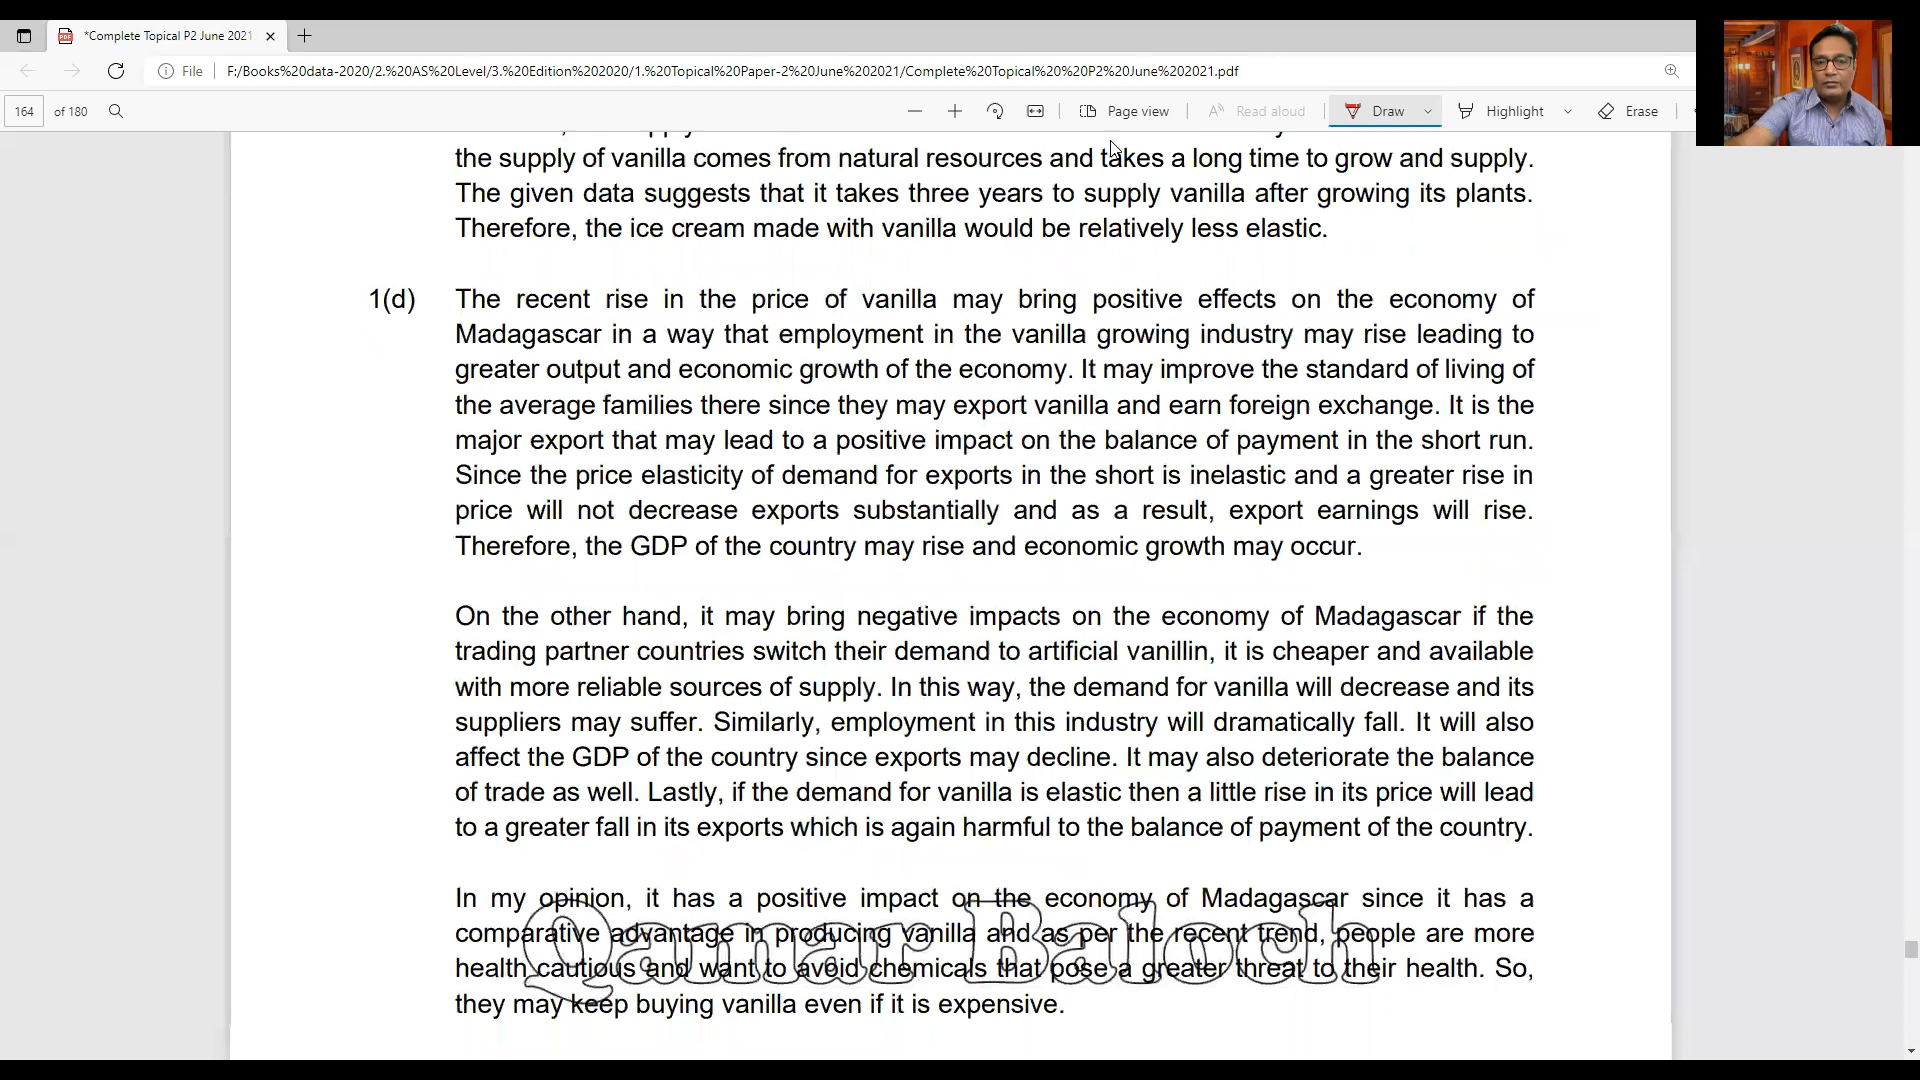 *Complete Topical P2 June 2021
File
F:/Books%20data-2020/2.%20AS%20Level/3.%20Edition%202020/1.%20Topical%20Paper-2%20June%202021/Complete%20Topical%20%20P2%20June%202021.pdf
164 of 180
Page view
Read aloud
Draw
Highlight
Erase
the supply of vanilla comes from natural resources and takes a long time to grow and supply.
The given data suggests that it takes three years to supply vanilla after growing its plants.
Therefore, the ice cream made with vanilla would be relatively less elastic.
1(d) The recent rise in the price of vanilla may bring positive effects on the economy of
Madagascar in a way that employment in the vanilla growing industry may rise leading to
greater output and economic growth of the economy. It may improve the standard of living of
the average families there since they may export vanilla and earn foreign exchange. It is the
major export that may lead to a positive impact on the balance of payment in the short run.
Since the price elasticity of demand for exports in the short is inelastic and a greater rise in
price will not decrease exports substantially and as a result, export earnings will rise.
Therefore, the GDP of the country may rise and economic growth may occur.
On the other hand, it may bring negative impacts on the economy of Madagascar if the
trading partner countries switch their demand to artificial vanillin, it is cheaper and available
with more reliable sources of supply. In this way, the demand for vanilla will decrease and its
suppliers may suffer. Similarly, employment in this industry will dramatically fall. It will also
affect the GDP of the country since exports may decline. It may also deteriorate the balance
of trade as well. Lastly, if the demand for vanilla is elastic then a little rise in its price will lead
to a greater fall in its exports which is again harmful to the balance of payment of the country.
In my opinion, it has a positive impact on the economy of Madagascar since it has a
comparative advantage in producing vanilla and as per the recent trend, people are more
health cautious and want to avoid chemicals that pose a greater threat to their health. So,
they may keep buying vanilla even if it is expensive.
Qamar Baloch